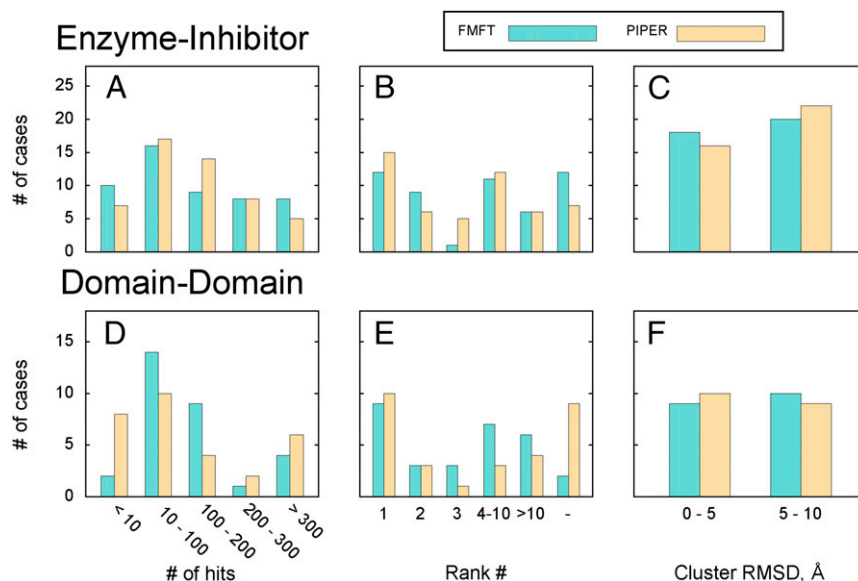 Enzyme-Inhibitor
FMFT PIPER
A B C
# of cases
25
20
15
10
5
0
Domain-Domain
D E F
# of cases
15
10
5
0
< 10 10 - 100 100 - 200 200 - 300 > 300
1 2 3 4-10 >10 -
0 - 5 5 - 10
# of hits Rank # Cluster RMSD, Å